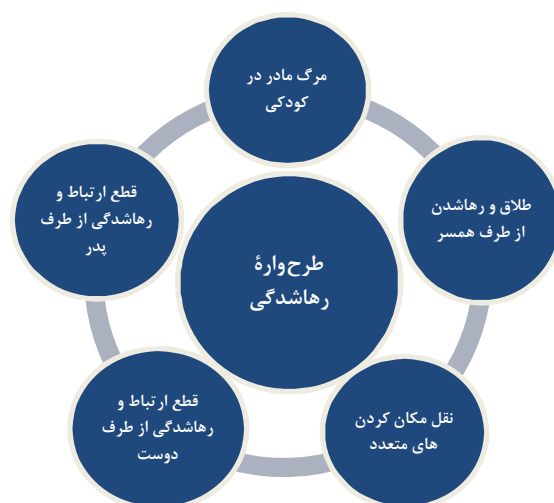 مرگ مادر در
کودکی
طلاق و رهاشدن
از طرف همسر
نقل مکان کردن
های متعدد
قطع ارتباط و
رهاشدگی از طرف
دوست
قطع ارتباط و
رهاشدگی از طرف
پدر
طرح‌وارهٔ
رهاشدگی